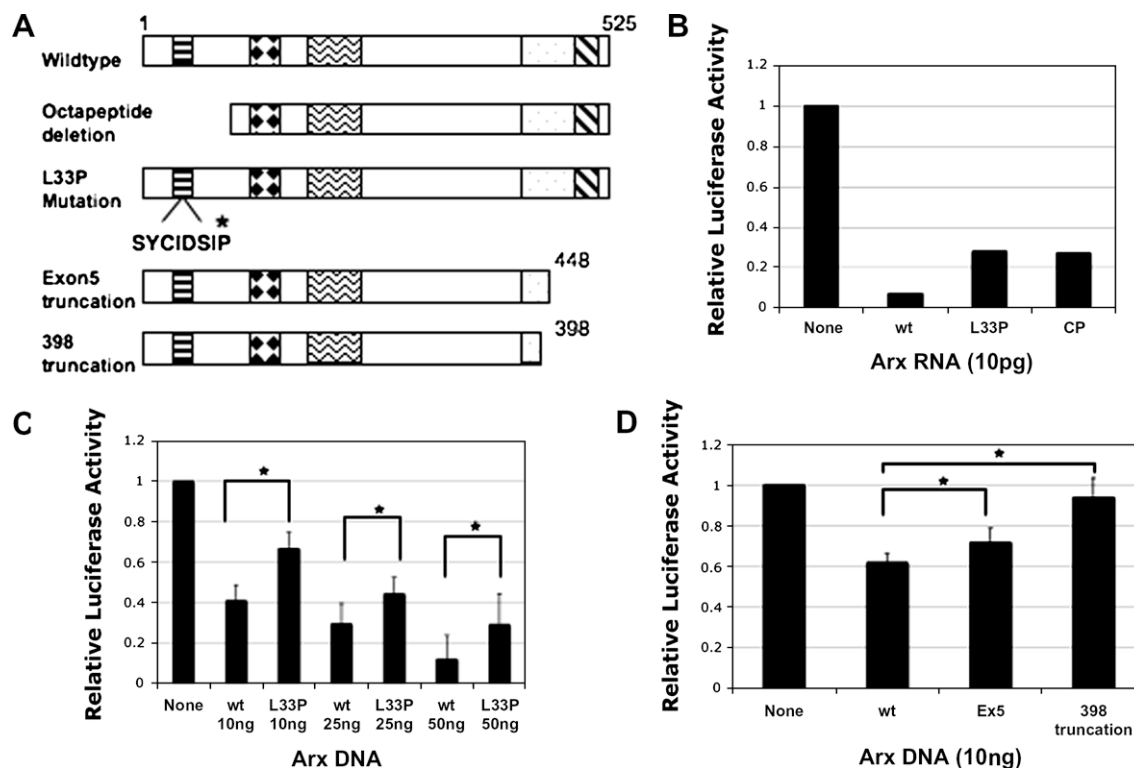 A
1
525
Wildtype
Octapeptide
deletion
L33P
Mutation
*
SYCIDSIP
Exon5
truncation
448
398
truncation
398
B
Relative Luciferase Activity
1.2
1
0.8
0.6
0.4
0.2
0
None wt L33P CP
Arx RNA (10pg)
C
Relative Luciferase Activity
1.2
1
0.8
0.6
0.4
0.2
0
* * *
None wt L33P wt L33P wt L33P
10ng 10ng 25ng 25ng 50ng 50ng
Arx DNA
D
Relative Luciferase Activity
1.2
1
0.8
0.6
0.4
0.2
0
*
*
None wt Ex5 398
truncation
Arx DNA (10ng)